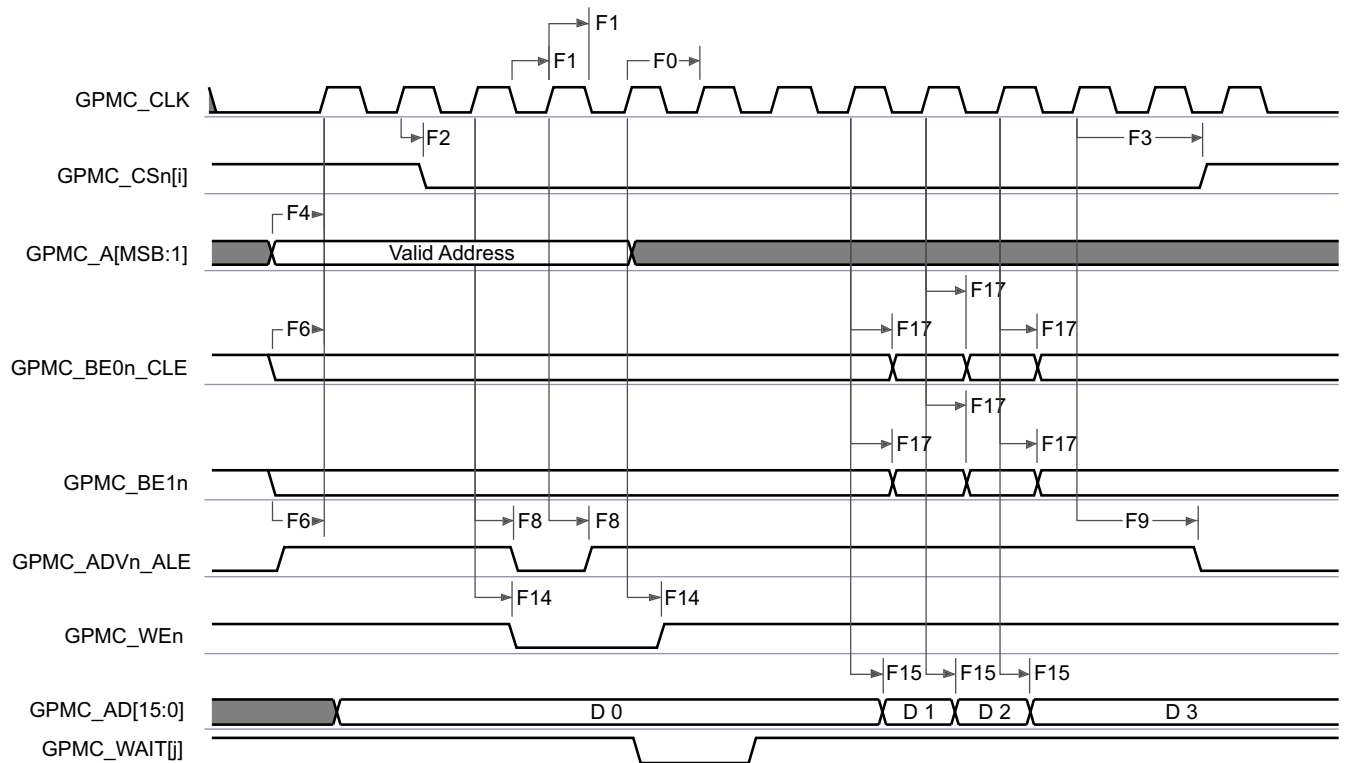 F1
F1 F0
GPMC_CLK
F2 F3
GPMC_CSn[i]
F4
GPMC_A[MSB:1] Valid Address
F17
F6 F17 F17
GPMC_BE0n_CLE
F17
F17 F17
GPMC_BE1n
F6 F8 F8 F9
GPMC_ADVn_ALE
F14 F14
GPMC_WEn
F15 F15 F15
GPMC_AD[15:0] D 0 D 1 D 2 D 3
GPMC_WAIT[j]